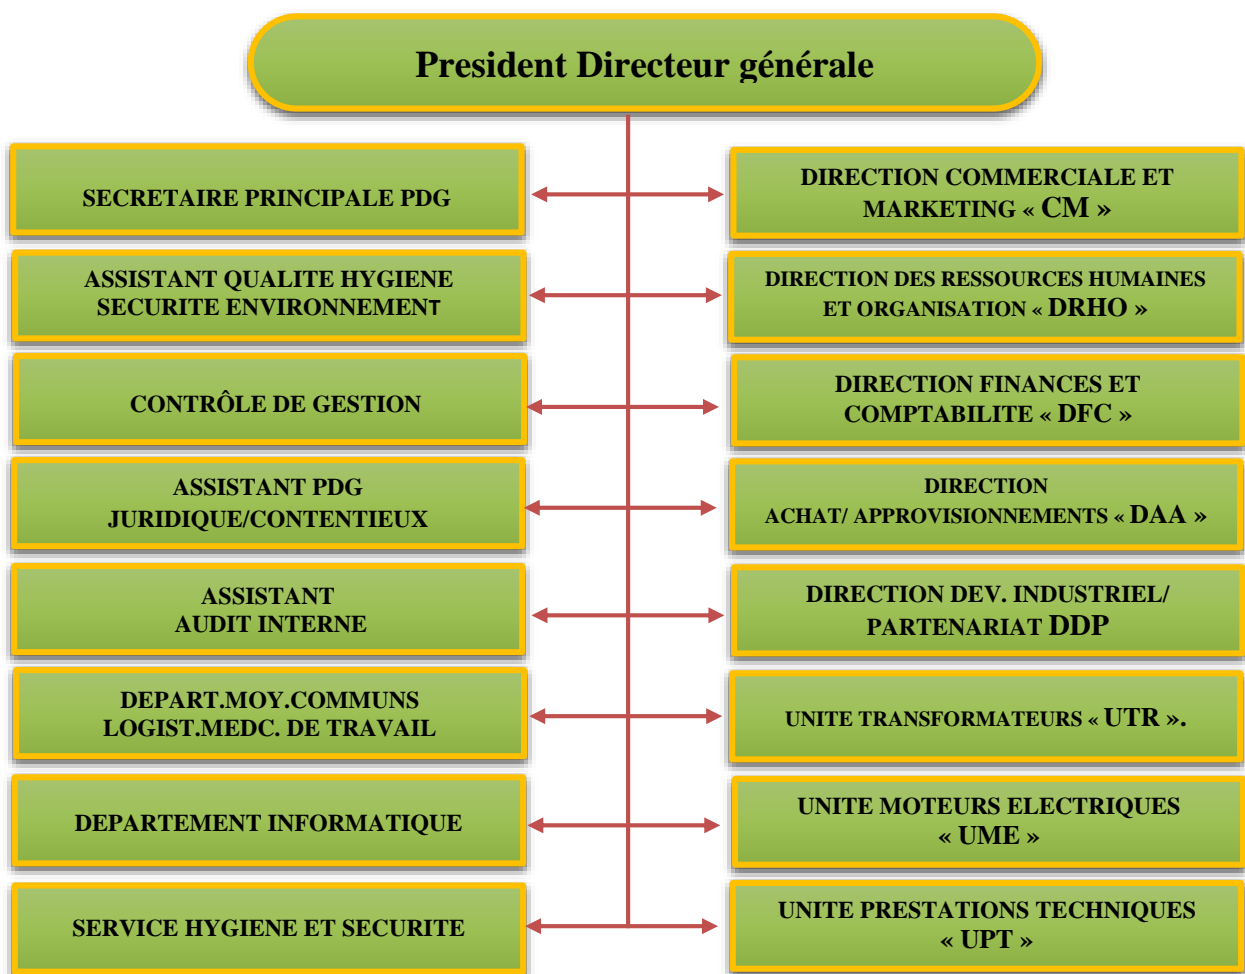 President Directeur générale
SECRETAIRE PRINCIPALE PDG
DIRECTION COMMERCIALE ET
MARKETING « CM »
ASSISTANT QUALITE HYGIENE
SECURITE ENVIRONNEMENT
DIRECTION DES RESSOURCES HUMAINES
ET ORGANISATION « DRHO »
CONTRÔLE DE GESTION
DIRECTION FINANCES ET
COMPTABILITE « DFC »
ASSISTANT PDG
JURIDIQUE/CONTENTIEUX
DIRECTION
ACHAT/ APPROVISIONNEMENTS « DAA »
ASSISTANT
AUDIT INTERNE
DIRECTION DEV. INDUSTRIEL/
PARTENARIAT DDP
DEPART.MOY.COMMUNS
LOGIST.MEDC. DE TRAVAIL
UNITE TRANSFORMATEURS « UTR ».
DEPARTEMENT INFORMATIQUE
UNITE MOTEURS ELECTRIQUES
« UME »
SERVICE HYGIENE ET SECURITE
UNITE PRESTATIONS TECHNIQUES
« UPT »